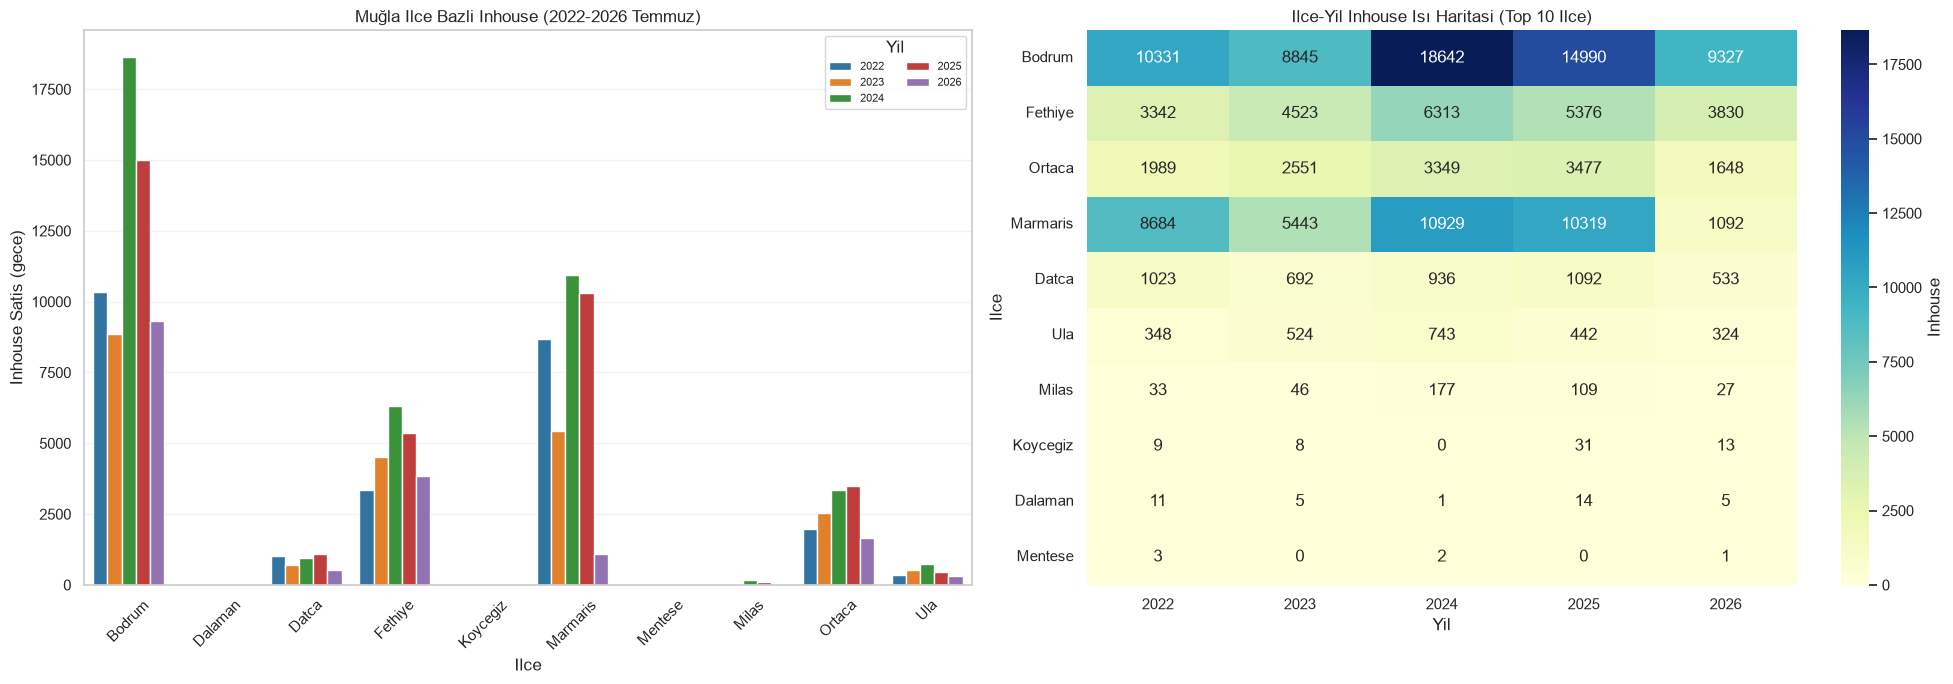 Muğla Ilce Bazli Inhouse (2022-2026 Temmuz)
Inhouse Satis (gece)
17500
15000
12500
10000
7500
5000
2500
0
Yil
2022 2025
2023 2026
2024
Bodrum Dalaman Datca Fethiye Koycegiz Marmaris Mentese Milas Ortaca Ula
Ilce
Ilce-Yil Inhouse Isı Haritasi (Top 10 Ilce)
Ilce
Bodrum 10331 8845 18642 14990 9327
Fethiye 3342 4523 6313 5376 3830
Ortaca 1989 2551 3349 3477 1648
Marmaris 8684 5443 10929 10319 1092
Datca 1023 692 936 1092 533
Ula 348 524 743 442 324
Milas 33 46 177 109 27
Koycegiz 9 8 0 31 13
Dalaman 11 5 1 14 5
Mentese 3 0 2 0 1
2022 2023 2024 2025 2026
Yil
17500
15000
12500
10000
7500
5000
2500
0
Inhouse